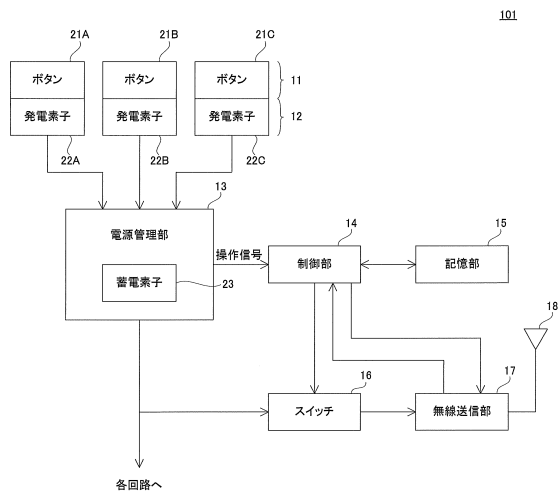 101
21A
21B
21C
ボタン
ボタン
ボタン
11
発電素子
発電素子
発電素子
12
22A
22B
22C
13
電源管理部
蓄電素子
23
操作信号
14
制御部
15
記憶部
18
16
スイッチ
17
無線送信部
各回路へ